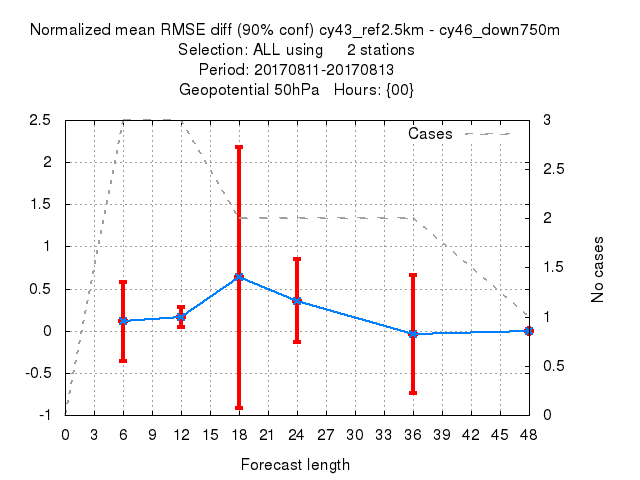 Normalized mean RMSE diff (90% conf) cy43_ref2.5km - cy46_down750m
Selection: ALL using     2 stations
Period: 20170811-20170813
Geopotential 50hPa   Hours: {00}
Cases
2.5
2
1.5
1
0.5
0
-0.5
-1
3
2.5
2
1.5
1
0.5
0
No cases
0 3 6 9 12 15 18 21 24 27 30 33 36 39 42 45 48
Forecast length